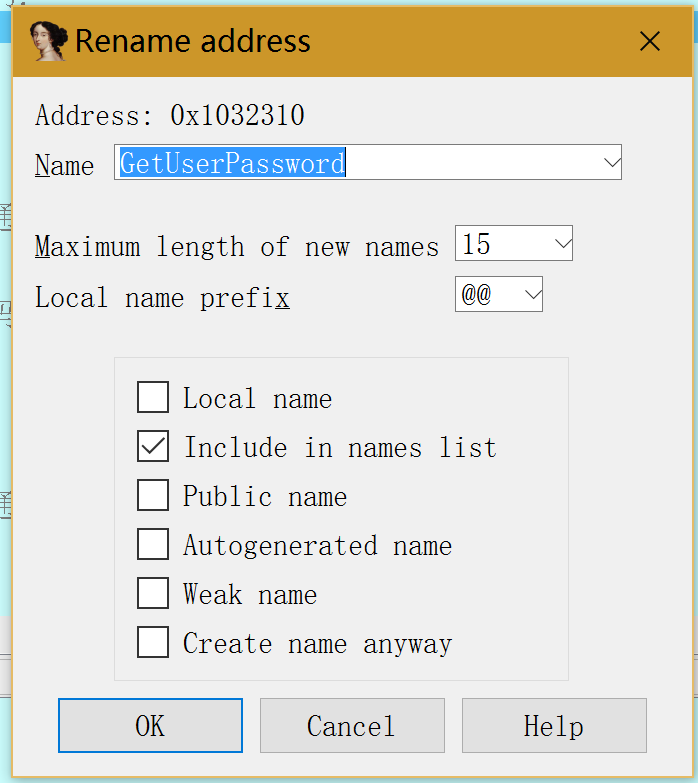 Rename address
Address: 0x1032310
Name GetUserPassword
Maximum length of new names 15
Local name prefix @@
Local name
Include in names list
Public name
Autogenerated name
Weak name
Create name anyway
OK Cancel Help